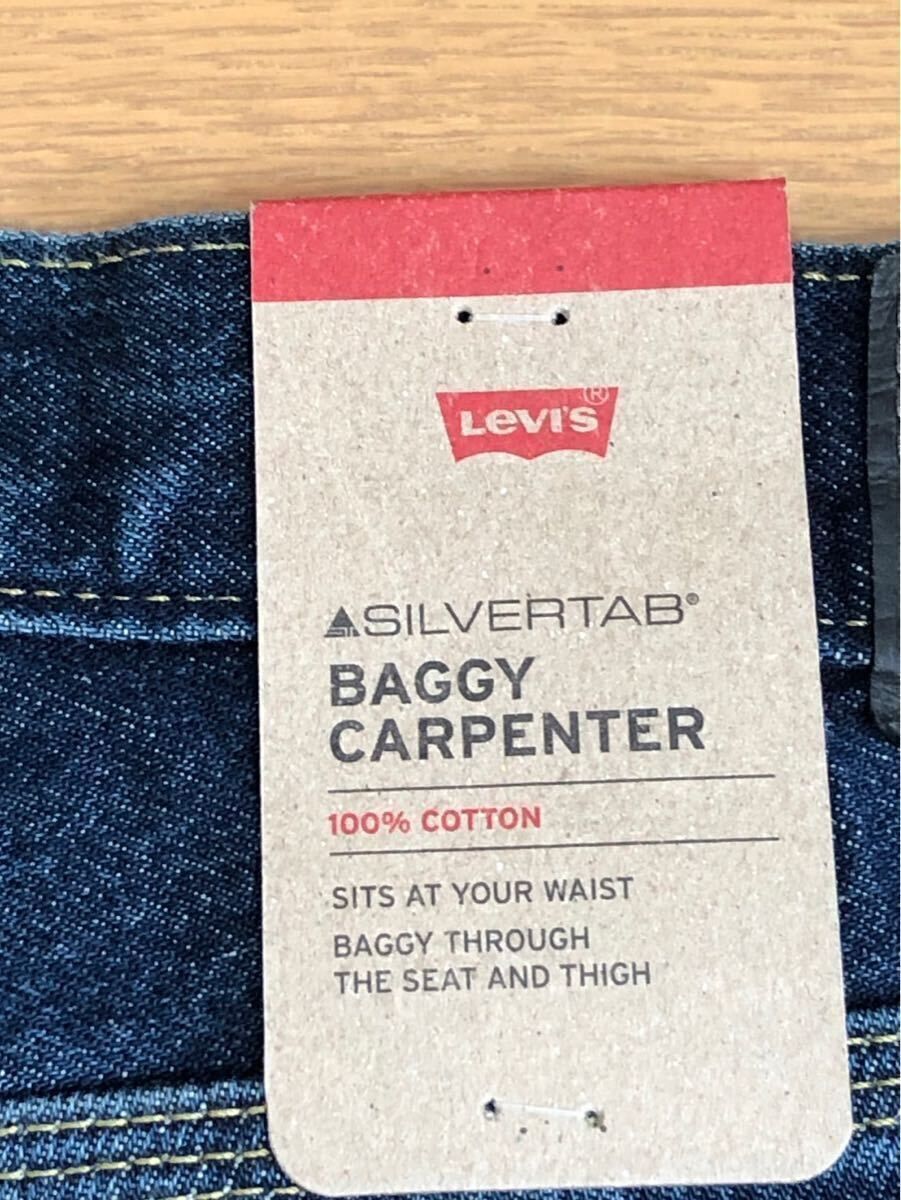 LEVI'S®
SILVERTAB®
BAGGY
CARPENTER
100% COTTON
SITS AT YOUR WAIST
BAGGY THROUGH
THE SEAT AND THIGH